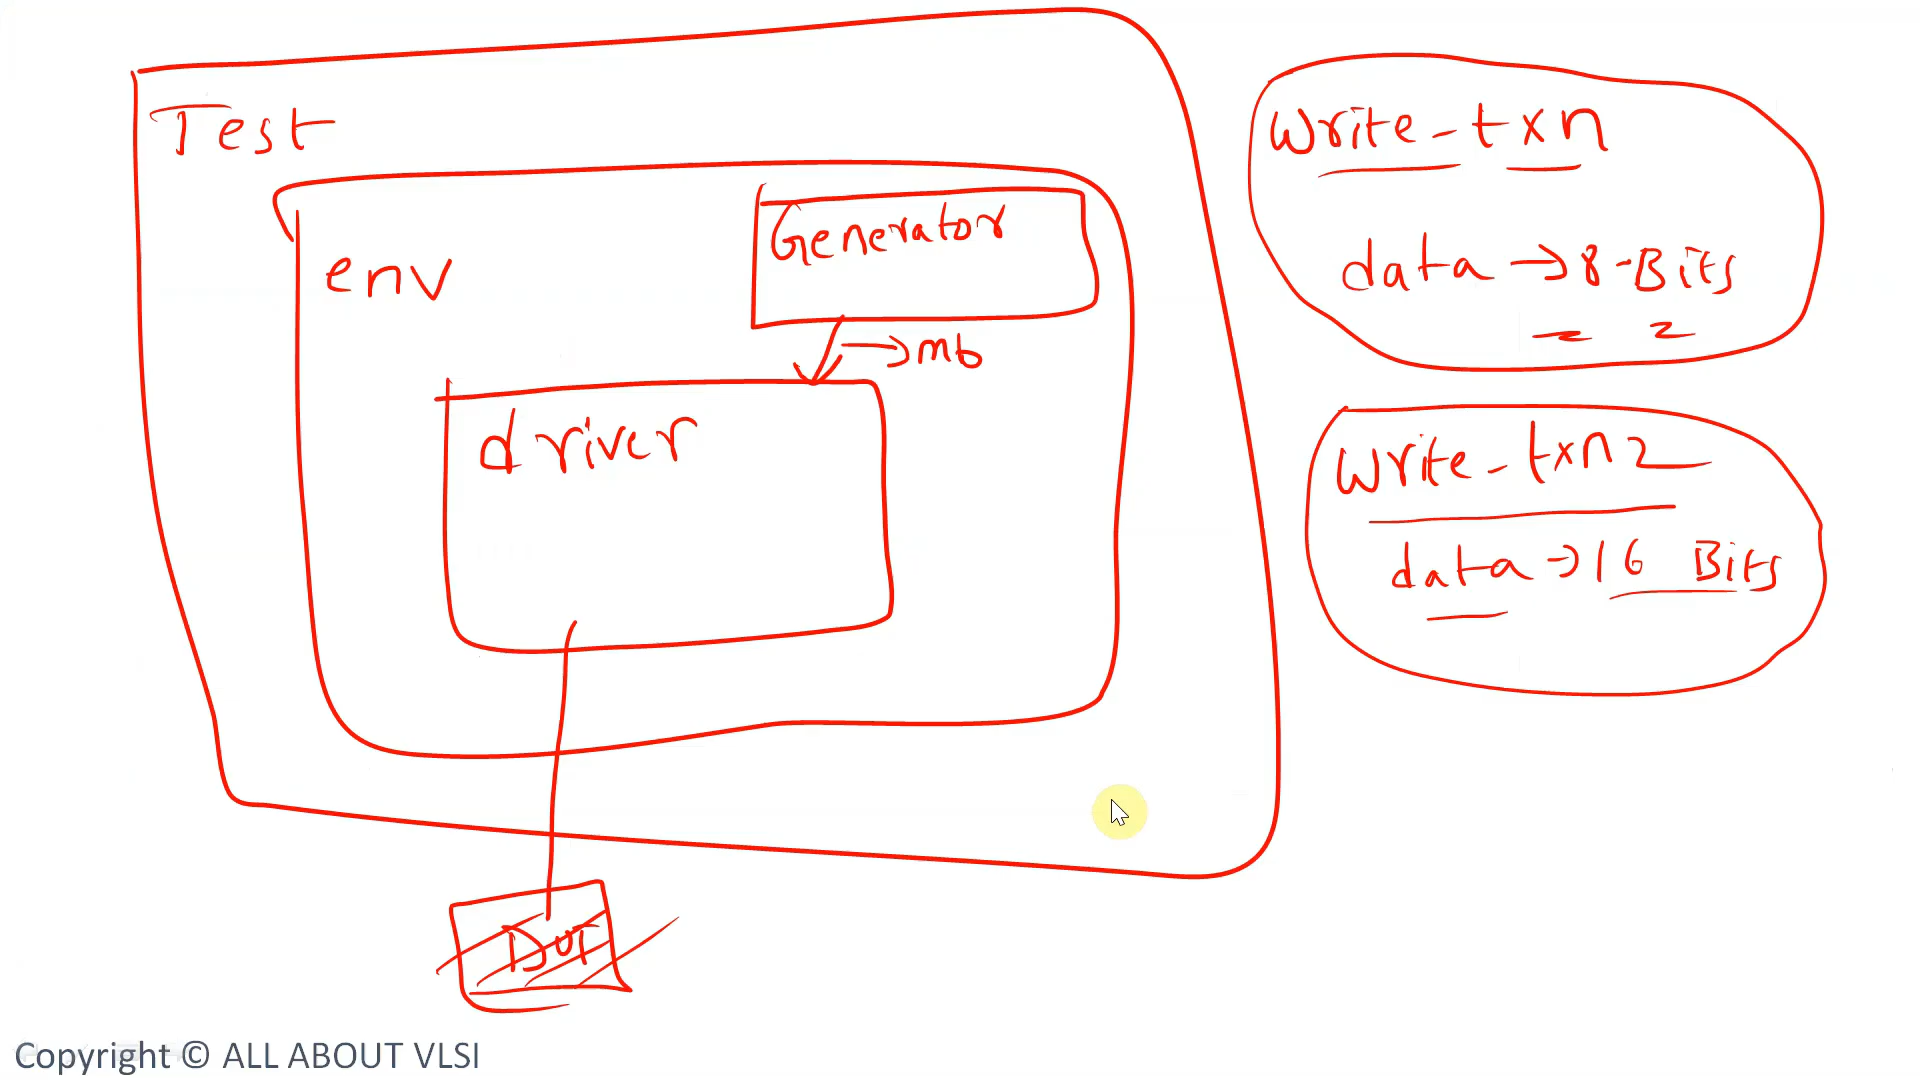 Test
env
Generator
→ mb
driver
DUT
write-txn
data → 8-Bits
write-txn2
data → 16 Bits
Copyright © ALL ABOUT VLSI